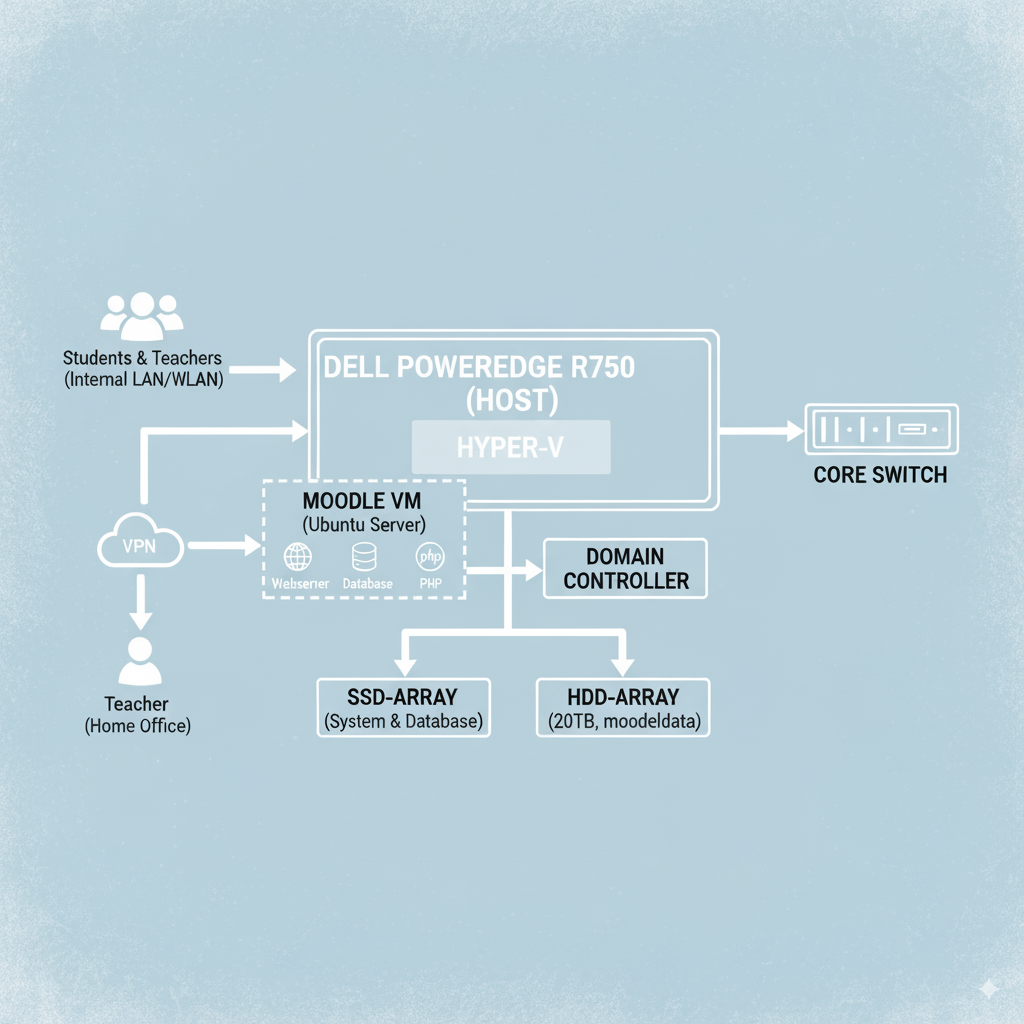 Students & Teachers
(Internal LAN/WLAN)
DELL POWEREDGE R750
(HOST)
HYPER-V
CORE SWITCH
MOODLE VM
(Ubuntu Server)
php
Webserver
Database
PHP
VPN
DOMAIN
CONTROLLER
Teacher
(Home Office)
SSD-ARRAY
(System & Database)
HDD-ARRAY
(20TB, moodeldata)